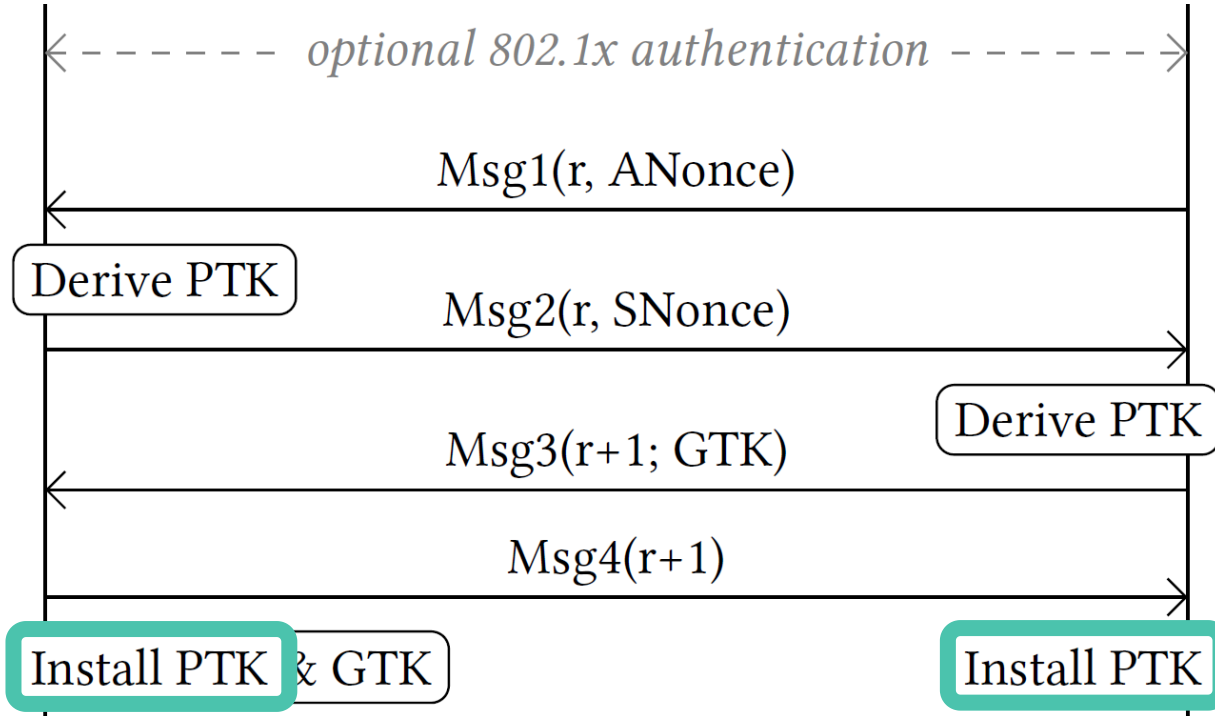 optional 802.1x authentication
Msg1(r, ANonce)
Derive PTK
Msg2(r, SNonce)
Derive PTK
Msg3(r+1; GTK)
Msg4(r+1)
Install PTK & GTK
Install PTK